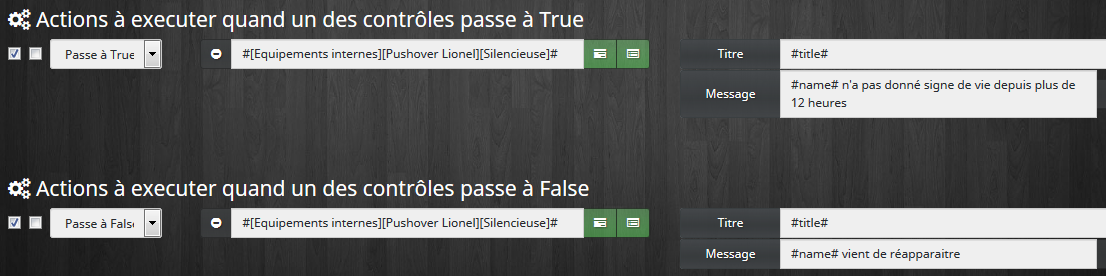 Actions à executer quand un des contrôles passe à True
Passe à True
#[Equipements internes][Pushover Lionel][Silencieuse]#
Titre
#title#
Message
#name# n'a pas donné signe de vie depuis plus de
12 heures
Actions à executer quand un des contrôles passe à False
Passe à False
#[Equipements internes][Pushover Lionel][Silencieuse]#
Titre
#title#
Message
#name# vient de réapparaitre